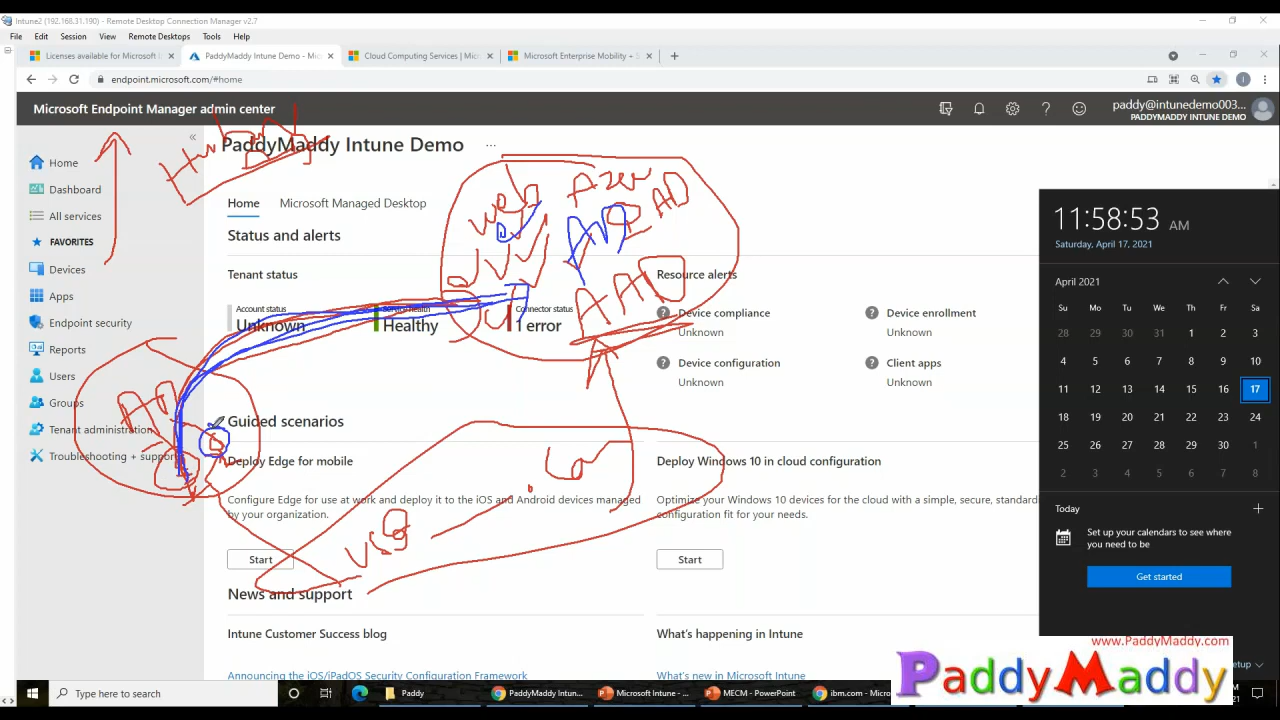 Intune2 (192.168.31.190) - Remote Desktop Connection Manager v2.7
File Edit Session View Remote Desktops Tools Help
Licenses available for Microsoft
PaddyMaddy Intune Demo - Mic
Cloud Computing Services | Micr
Microsoft Enterprise Mobility + S
endpoint.microsoft.com/#home
Microsoft Endpoint Manager admin center
paddy@intunedemo003...
PADDYMADDY INTUNE DEMO
Home
Dashboard
All services
FAVORITES
Devices
Apps
Endpoint security
Reports
Users
Groups
Tenant administration
Troubleshooting + support
PaddyMaddy Intune Demo
...
Home Microsoft Managed Desktop
Status and alerts
Tenant status
Account status
Unknown
Service health
Healthy
Connector status
1 error
Resource alerts
Device compliance
Unknown
Device enrollment
Unknown
Device configuration
Unknown
Client apps
Unknown
Guided scenarios
Deploy Edge for mobile
Configure Edge for use at work and deploy it to the iOS and Android devices managed
by your organization.
Start
Deploy Windows 10 in cloud configuration
Optimize your Windows 10 devices for the cloud with a simple, secure, standard
configuration fit for your needs.
Start
News and support
Intune Customer Success blog
Announcing the iOS/iPadOS Security Configuration Framework
What's happening in Intune
What's new in Microsoft Intune
AD
AAD
11:58:53 AM
Saturday, April 17, 2021
April 2021
Su Mo Tu We Th Fr Sa
28 29 30 31 1 2 3
4 5 6 7 8 9 10
11 12 13 14 15 16 17
18 19 20 21 22 23 24
25 26 27 28 29 30 1
2 3 4 5 6 7 8
Today
Set up your calendars to see where
you need to be
Get started
www.PaddyMaddy.com
PaddyMaddy
Type here to search
Paddy
PaddyMaddy Intun...
Microsoft Intune - ...
MECM - PowerPoint
ibm.com - Micros